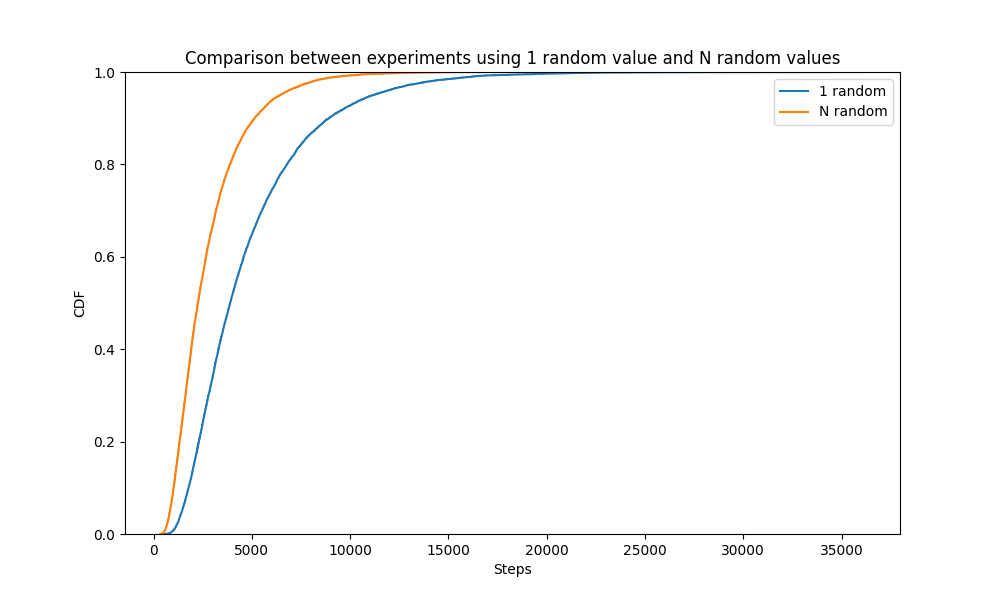 Comparison between experiments using 1 random value and N random values
1.0
0.8
0.6
0.4
0.2
0.0
CDF
1 random
N random
0
5000
10000
15000
20000
25000
30000
35000
Steps